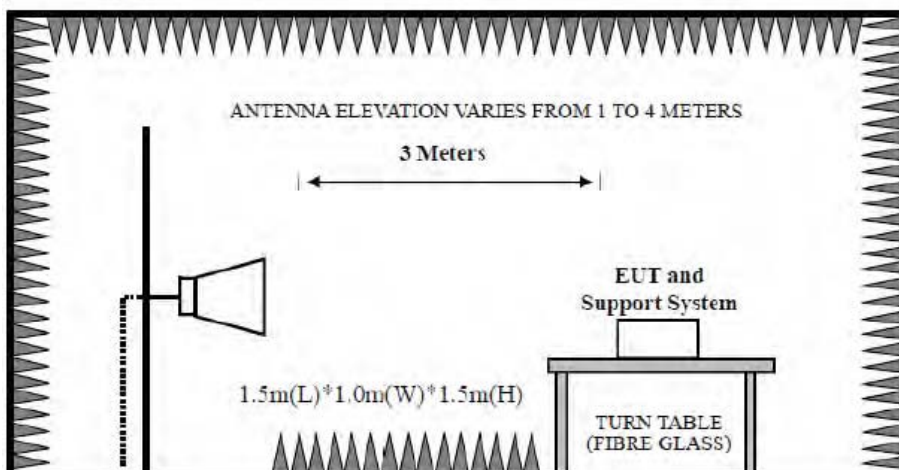 ANTENNA ELEVATION VARIES FROM 1 TO 4 METERS
3 Meters
EUT and
Support System
1.5m(L)*1.0m(W)*1.5m(H)
TURN TABLE
(FIBRE GLASS)